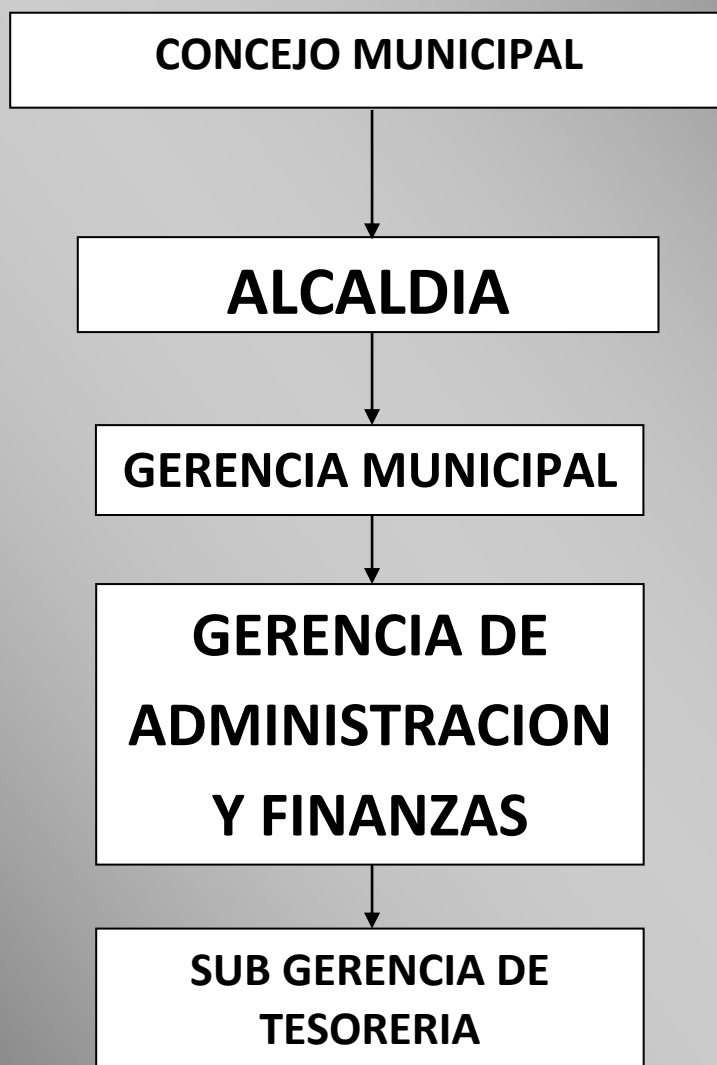 CONCEJO MUNICIPAL
ALCALDIA
GERENCIA MUNICIPAL
GERENCIA DE
ADMINISTRACION
Y FINANZAS
SUB GERENCIA DE
TESORERIA